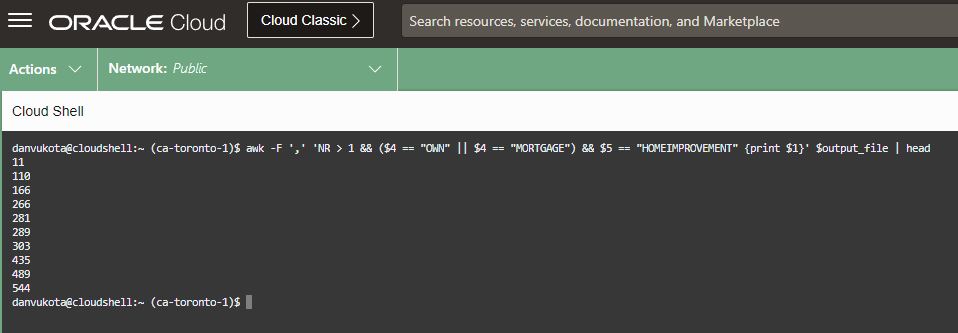 ORACLE Cloud
Cloud Classic >
Search resources, services, documentation, and Marketplace
Actions
Network: Public
Cloud Shell
danvukota@cloudshell:~ (ca-toronto-1)$ awk -F ',' 'NR > 1 && ($4 == "OWN" || $4 == "MORTGAGE") && $5 == "HOMEIMPROVEMENT" {print $1}' $output_file | head
11
110
166
266
281
289
303
435
489
544
danvukota@cloudshell:~ (ca-toronto-1)$